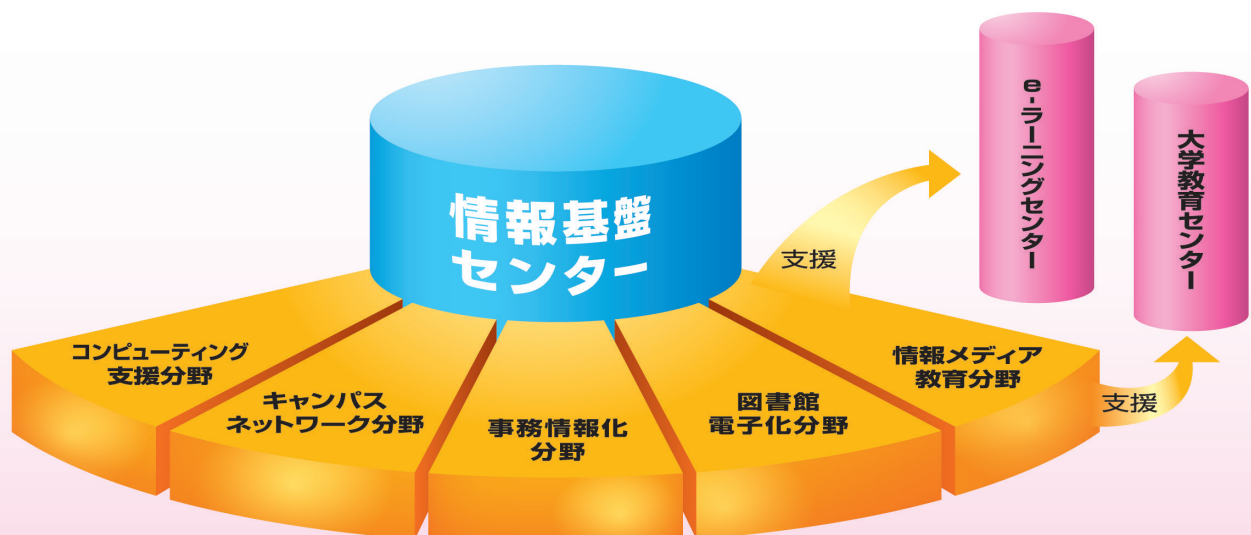 情報基盤
センター
コンピューティング
支援分野
キャンパス
ネットワーク分野
事務情報化
分野
図書館
電子化分野
情報メディア
教育分野
支援
支援
e-ラーニングセンター
大学教育センター